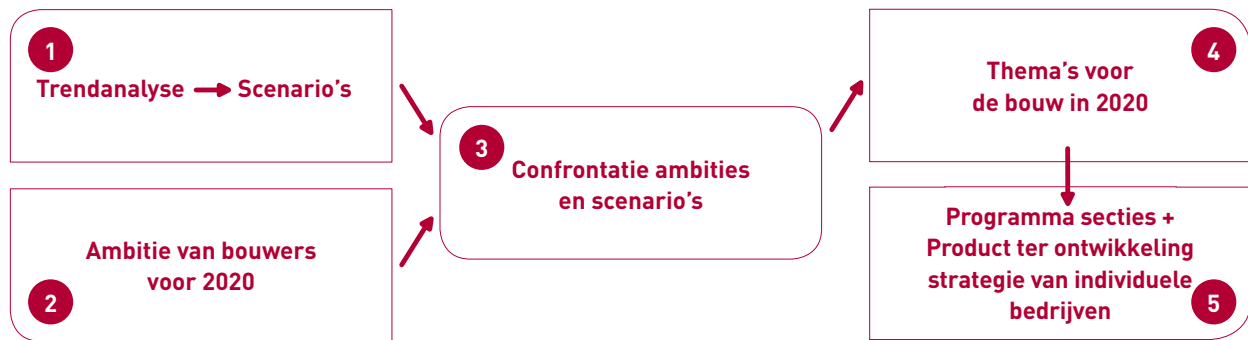 1
Trendanalyse → Scenario's
2
Ambitie van bouwers
voor 2020
3
Confrontatie ambities
en scenario's
4
Thema's voor
de bouw in 2020
Programma secties +
Product ter ontwikkeling
strategie van individuele
bedrijven
5